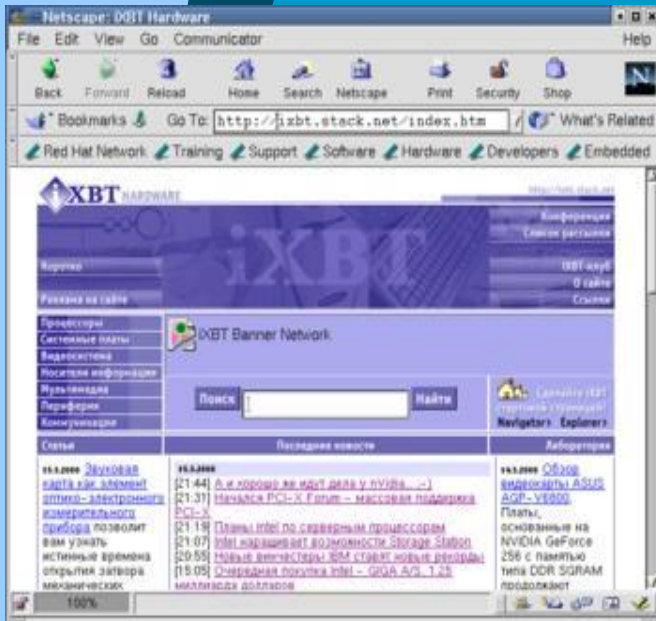 Netscape: iXBT Hardware
File Edit View Go Communicator Help
Back Forward Reload Home Search Netscape Print Security Shop
Bookmarks Go To: http://ixbt.stack.net/index.htm What's Related
Red Hat Network Training Support Software Hardware Developers Embedded
iXBT HARDWARE
iXBT
Конференция
Список рассылки
Коротко
iXBT-клуб
О сайте
Реклама на сайте
Ссылки
Процессоры
Системные платы
Видеосистема
Носители информации
Мультимедиа
Периферия
Коммуникации
iXBT Banner Network
Поиск Найти
Сделайте iXBT
стартовой страницей!
Navigator> Explorer>
Статьи
Последние новости
Лаборатория
15.3.2000 Звуковая
карта как элемент
оптико-электронного
измерительного
прибора позволит
вам узнать
истинные времена
открытия затвора
механических
15.3.2000
[21:44] А и хорошо же идут дела у nVidia... ;-)
[21:31] Начался PCI-X Forum - массовая поддержка
PCI-X
[21:19] Планы Intel по серверным процессорам
[21:07] Intel наращивает возможности Storage Station
[20:55] Новые винчестеры IBM ставят новые рекорды
[15:05] Очередная покупка Intel - GIGA A/S, 1.25
миллиарда долларов
14.3.2000 Обзор
видеокарты ASUS
AGP-V6800
Платы,
основанные на
NVIDIA GeForce
256 с памятью
типа DDR SGRAM
продолжают
100%